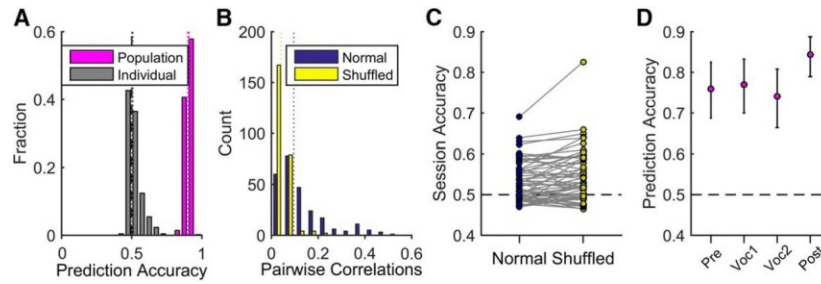 A
Fraction
0.6
0.4
0.2
0
0
0.5
1
Prediction Accuracy
Population
Individual
B
Count
200
150
100
50
0
0
0.2
0.4
0.6
Pairwise Correlations
Normal
Shuffled
C
Session Accuracy
0.9
0.8
0.7
0.6
0.5
0.4
Normal Shuffled
D
Prediction Accuracy
0.9
0.8
0.7
0.6
0.5
0.4
Pre
Voc1
Voc2
Post